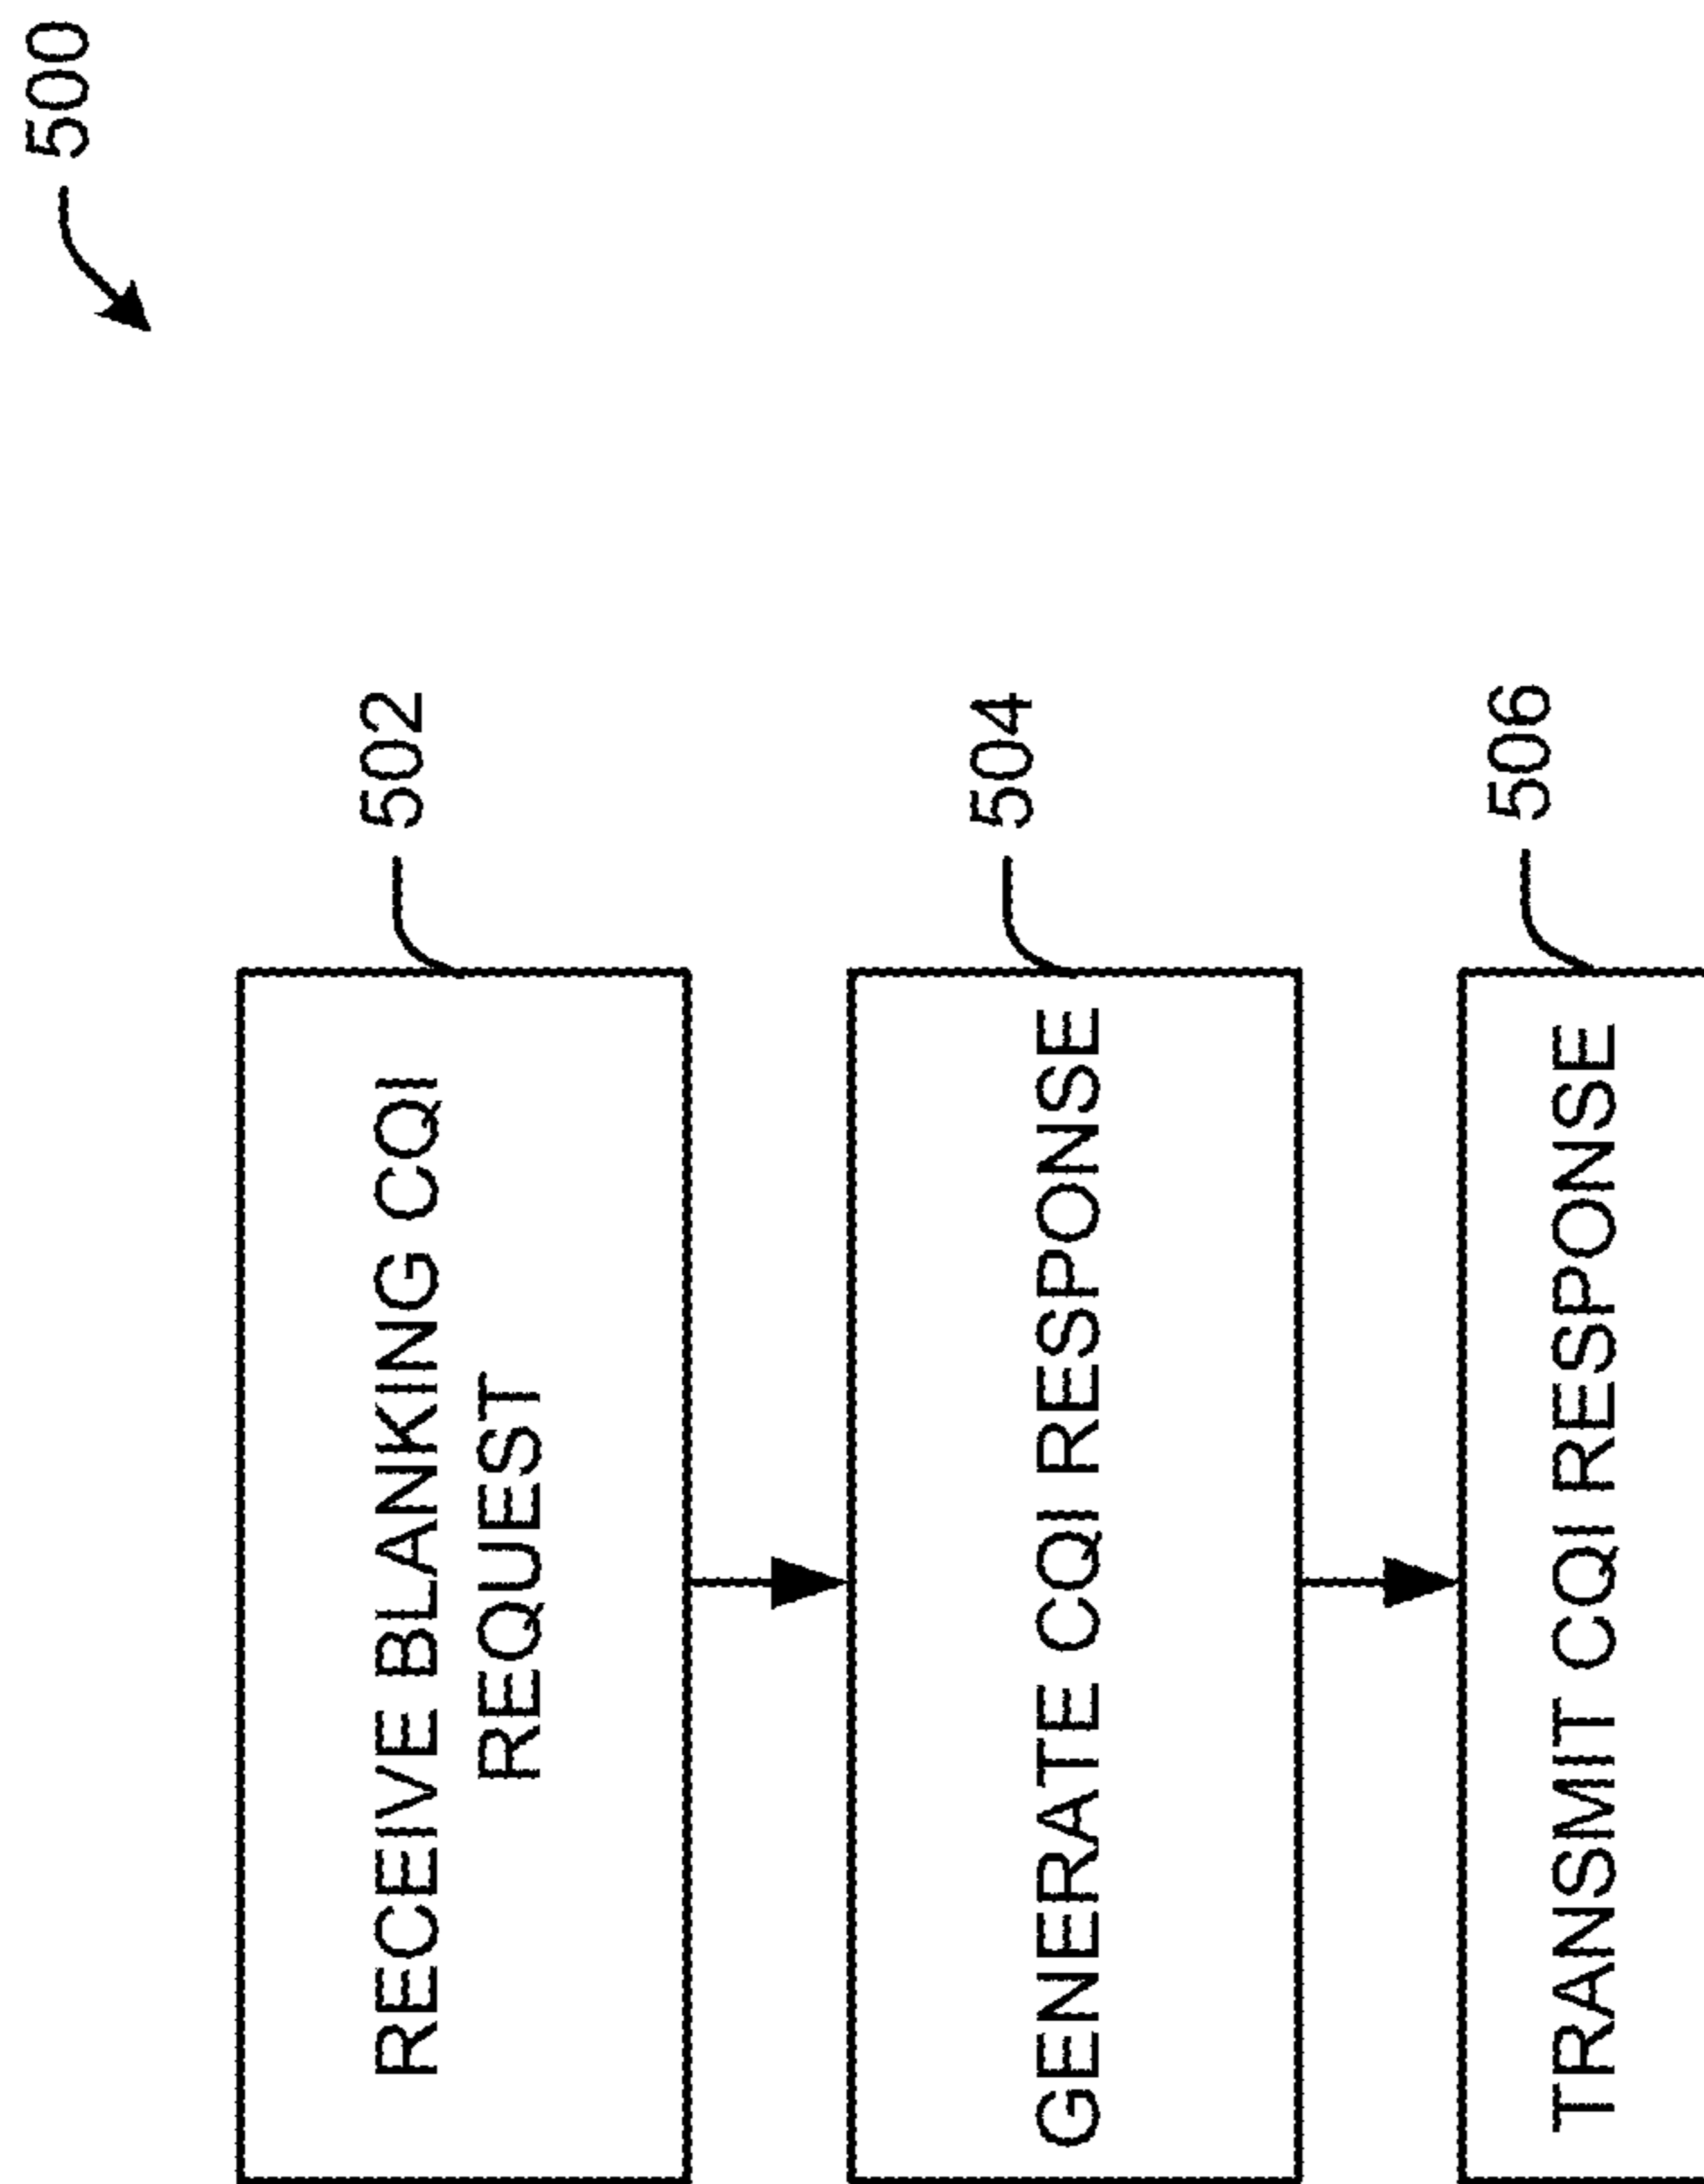 500
502
RECEIVE BLANKING CQI
REQUEST
504
GENERATE CQI RESPONSE
506
TRANSMIT CQI RESPONSE